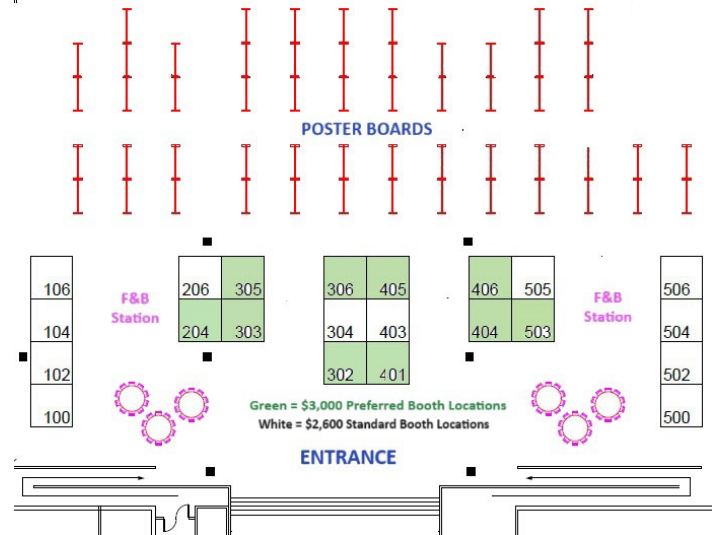 POSTER BOARDS
106
206 305
306 405
406 505
506
F&B
Station
F&B
Station
104
204 303
304 403
404 503
504
102
302 401
502
100
500
Green = $3,000 Preferred Booth Locations
White = $2,600 Standard Booth Locations
ENTRANCE